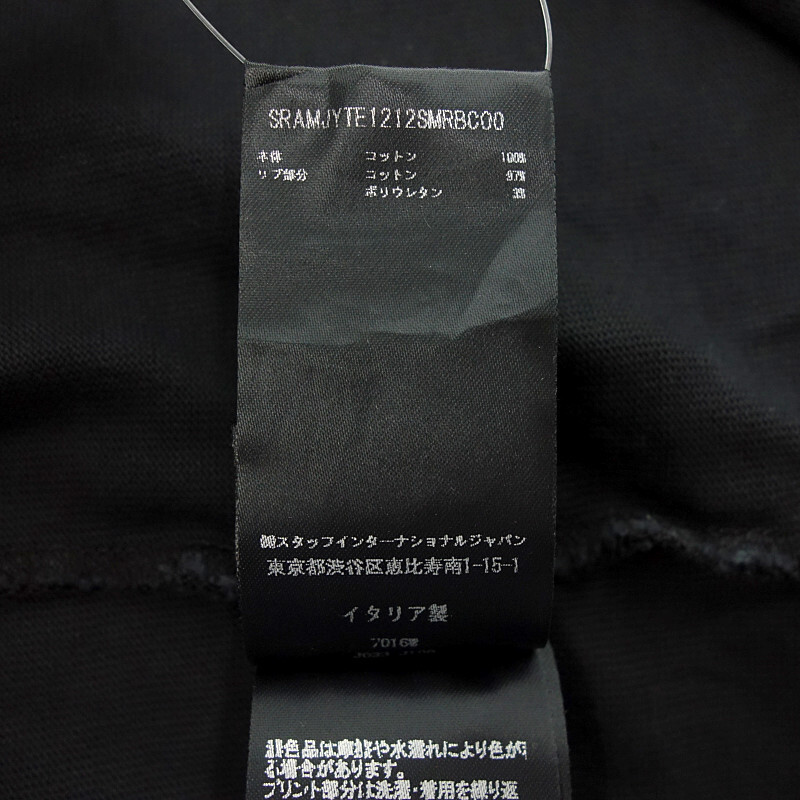 SRAMJYTE1212SMRBC00
本体 コットン 100%
リブ部分 コットン 97%
ポリウレタン 3%
㈱スタッフインターナショナルジャパン
東京都渋谷区恵比寿南1-15-1
イタリア製
7016W
濃色品は摩擦や水濡れにより色が
る場合があります。
プリント部分は洗濯・着用を繰り返